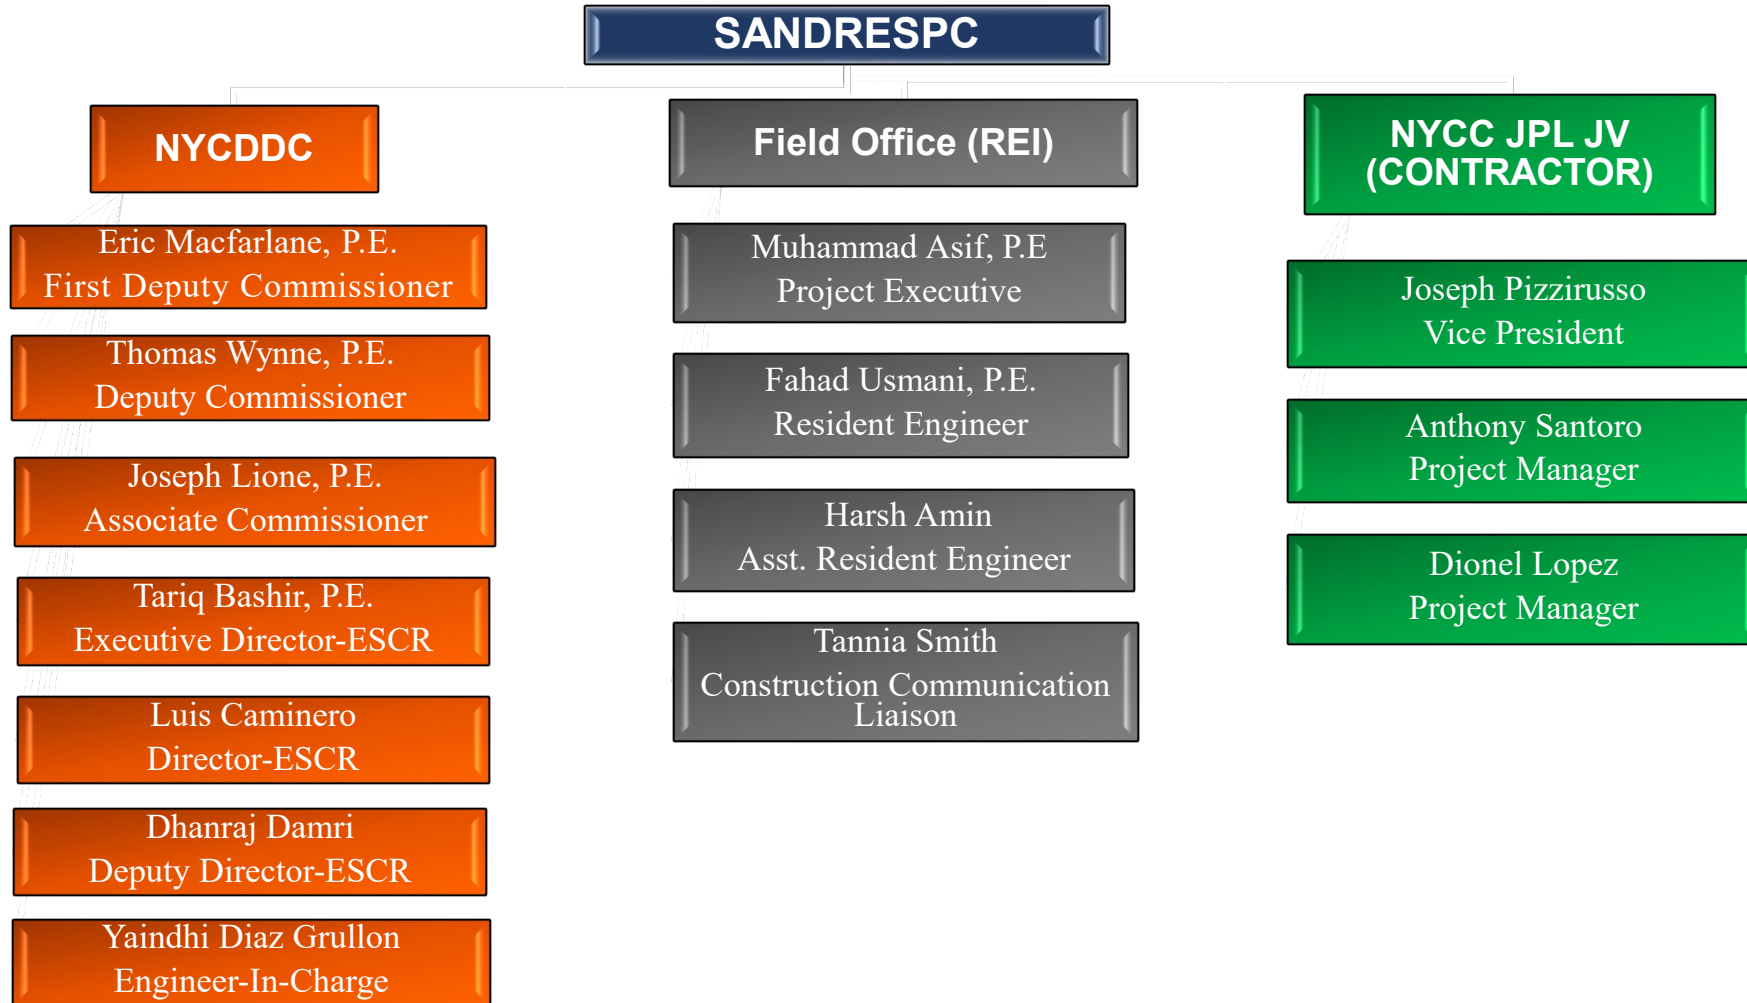 SANDRESPC
NYCDDC
Eric Macfarlane, P.E.
First Deputy Commissioner
Thomas Wynne, P.E.
Deputy Commissioner
Joseph Lione, P.E.
Associate Commissioner
Tariq Bashir, P.E.
Executive Director-ESCR
Luis Caminero
Director-ESCR
Dhanraj Damri
Deputy Director-ESCR
Yaindhi Diaz Grullon
Engineer-In-Charge
Field Office (REI)
Muhammad Asif, P.E
Project Executive
Fahad Usmani, P.E.
Resident Engineer
Harsh Amin
Asst. Resident Engineer
Tannia Smith
Construction Communication
Liaison
NYCC JPL JV
(CONTRACTOR)
Joseph Pizzirusso
Vice President
Anthony Santoro
Project Manager
Dionel Lopez
Project Manager